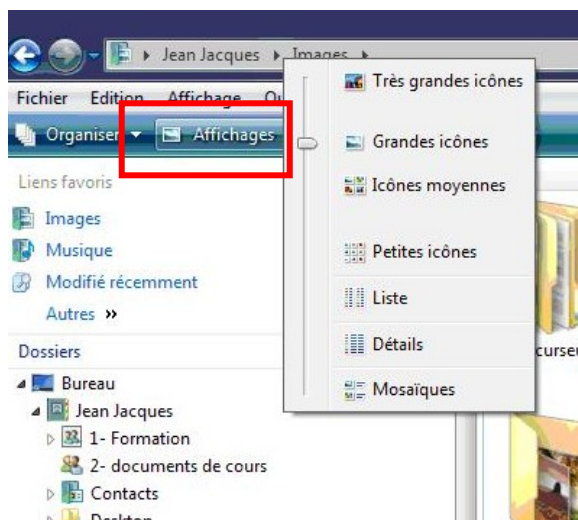 Jean Jacques Images
Fichier Edition Affichage
Organiser Affichages
Très grandes icônes
Grandes icônes
Icônes moyennes
Petites icônes
Liste
Détails
Mosaïques
Liens favoris
Images
Musique
Modifié récemment
Autres »
Dossiers
Bureau
Jean Jacques
1- Formation
2- documents de cours
Contacts
Desktop